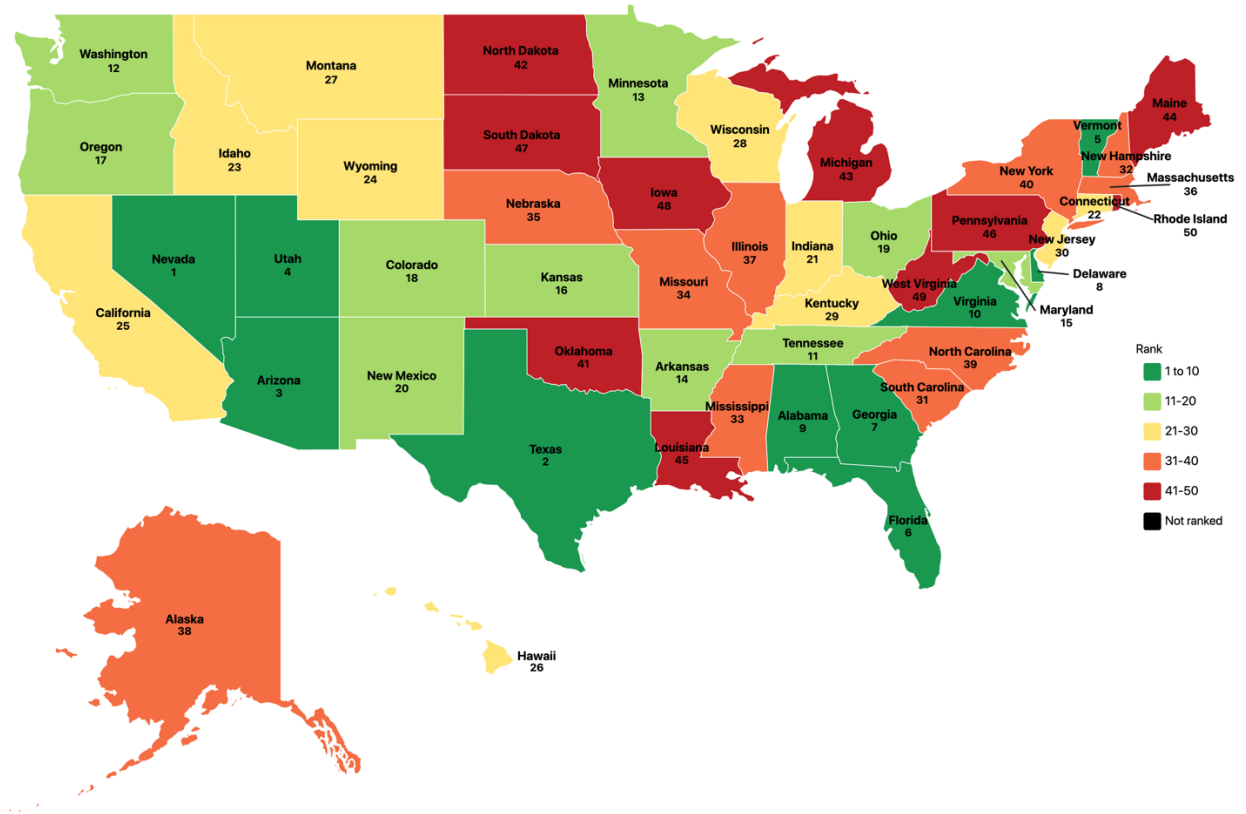 Washington
12
Montana
27
North Dakota
42
Minnesota
13
Maine
44
Vermont
5
Oregon
17
Idaho
23
Wyoming
24
South Dakota
47
Wisconsin
28
Michigan
43
New York
40
New Hampshire
32
Massachusetts
36
Connecticut
22
Rhode Island
50
Nebraska
35
Iowa
48
Pennsylvania
46
New Jersey
30
Nevada
1
Utah
4
Colorado
18
Kansas
16
Missouri
34
Illinois
37
Indiana
21
Ohio
19
West Virginia
49
Virginia
10
Delaware
8
Maryland
15
California
25
Kentucky
29
Arizona
3
New Mexico
20
Oklahoma
41
Arkansas
14
Tennessee
11
North Carolina
39
South Carolina
31
Texas
2
Louisiana
45
Mississippi
33
Alabama
9
Georgia
7
Florida
6
Alaska
38
Hawaii
26
Rank
1 to 10
11-20
21-30
31-40
41-50
Not ranked